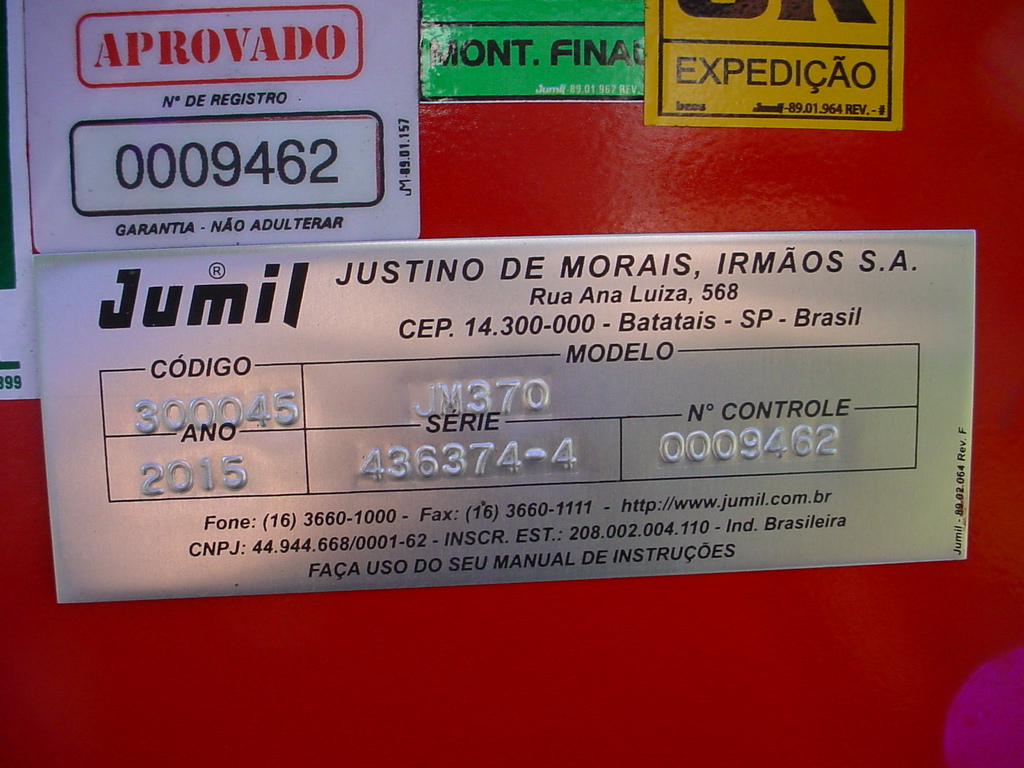 APROVADO
Nº DE REGISTRO
0009462
GARANTIA - NÃO ADULTERAR
JM-89.01.157
MONT. FINAL
Jumil-89.01.962 REV.
OK
EXPEDIÇÃO
Jumil-89.01.964 REV. -
899
Jumil ®
JUSTINO DE MORAIS, IRMÃOS S.A.
Rua Ana Luiza, 568
CEP. 14.300-000 - Batatais - SP - Brasil
CÓDIGO
MODELO
300045
JM370
ANO
SÉRIE
Nº CONTROLE
2015
436374-4
0009462
Fone: (16) 3660-1000 - Fax: (16) 3660-1111 - http://www.jumil.com.br
CNPJ: 44.944.668/0001-62 - INSCR. EST.: 208.002.004.110 - Ind. Brasileira
FAÇA USO DO SEU MANUAL DE INSTRUÇÕES
Jumil - 89.02.064 Rev. F